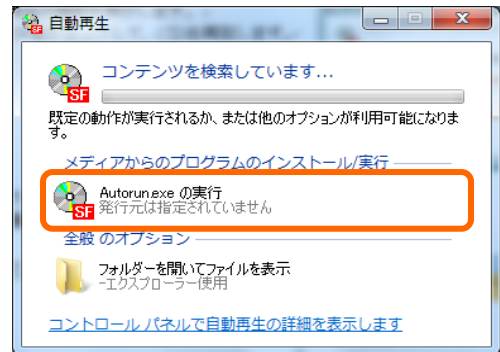 自動再生
コンテンツを検索しています...
SF
既定の動作が実行されるか、または他のオプションが利用可能になりま
す。
メディアからのプログラムのインストール/実行
Autorun.exe の実行
発行元は指定されていません
SF
全般 のオプション
フォルダーを開いてファイルを表示
-エクスプローラー使用
コントロール パネルで自動再生の詳細を表示します